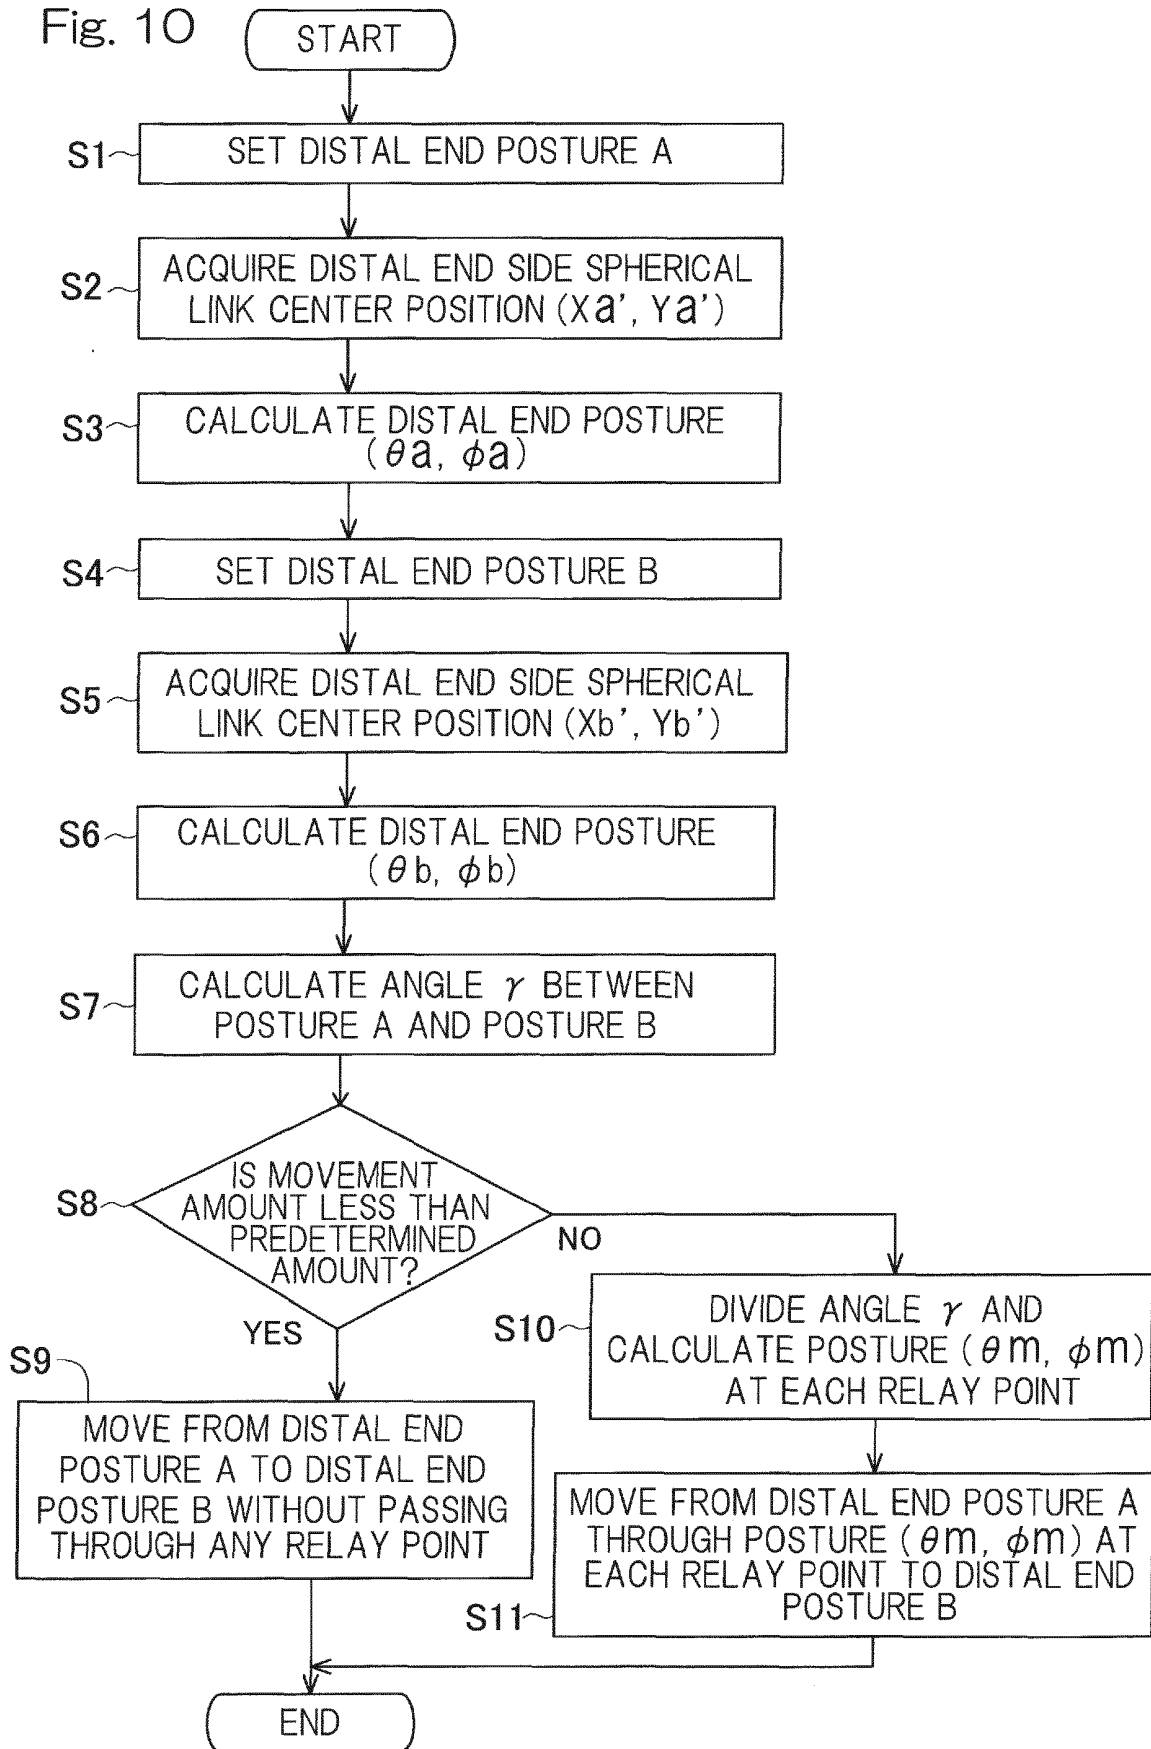 Fig. 10
START
S1
SET DISTAL END POSTURE A
S2
ACQUIRE DISTAL END SIDE SPHERICAL
LINK CENTER POSITION (Xa', Ya')
S3
CALCULATE DISTAL END POSTURE
(θa, φa)
S4
SET DISTAL END POSTURE B
S5
ACQUIRE DISTAL END SIDE SPHERICAL
LINK CENTER POSITION (Xb', Yb')
S6
CALCULATE DISTAL END POSTURE
(θb, φb)
S7
CALCULATE ANGLE γ BETWEEN
POSTURE A AND POSTURE B
S8
IS MOVEMENT
AMOUNT LESS THAN
PREDETERMINED
AMOUNT?
NO
YES
S9
MOVE FROM DISTAL END
POSTURE A TO DISTAL END
POSTURE B WITHOUT PASSING
THROUGH ANY RELAY POINT
S10
DIVIDE ANGLE γ AND
CALCULATE POSTURE (θm, φm)
AT EACH RELAY POINT
S11
MOVE FROM DISTAL END POSTURE A
THROUGH POSTURE (θm, φm) AT
EACH RELAY POINT TO DISTAL END
POSTURE B
END